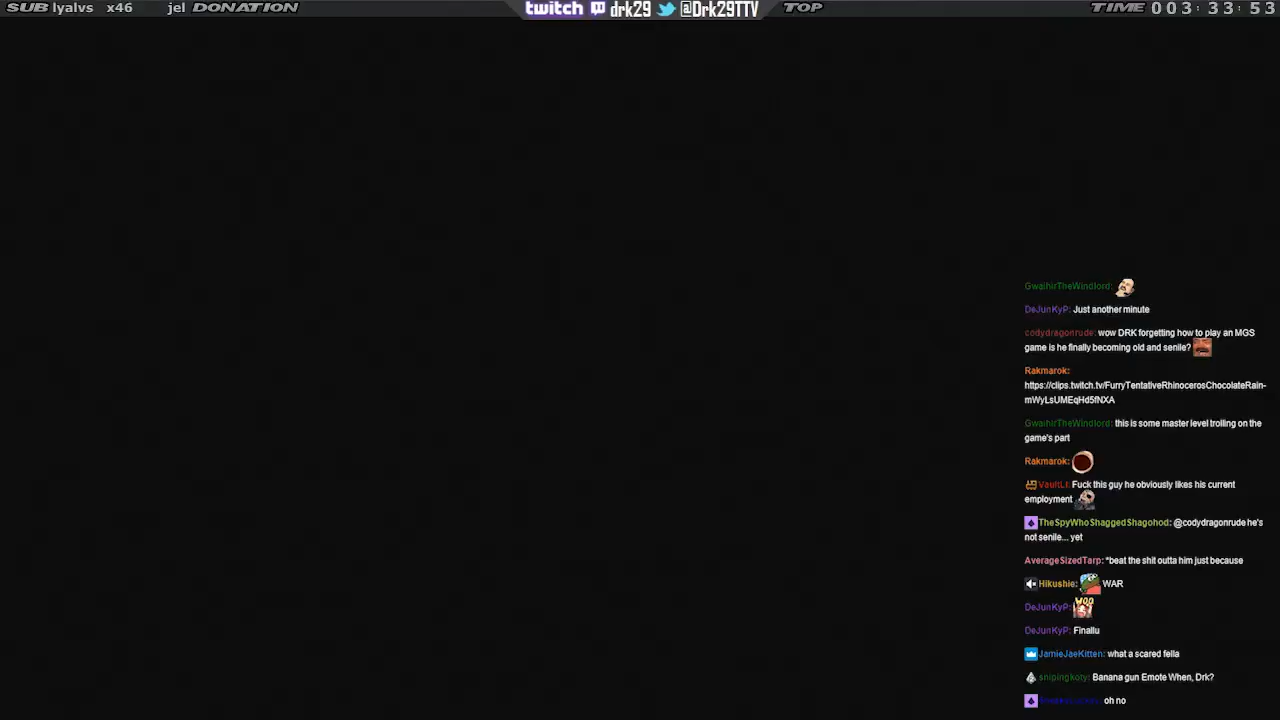 SUB lyalvs x46 jel DONATION twitch drk29 @Drk29TTV TOP TIME 003:33:53
GwaihirTheWindlord:
DeJunKyP: Just another minute
codydragonrude: wow DRK forgetting how to play an MGS
game is he finally becoming old and senile?
Rakmarok:
https://clips.twitch.tv/FurryTentativeRhinocerosChocolateRain-
mWyLsUMEqHd5fNXA
GwaihirTheWindlord: this is some master level trolling on the
game's part
Rakmarok:
VaultLt: Fuck this guy he obviously likes his current
employment
TheSpyWhoShaggedShagohod: @codydragonrude he's
not senile... yet
AverageSizedTarp: *beat the shit outta him just because
Hikushie: WAR
DeJunKyP: WOO
DeJunKyP: Finallu
JamieJaeKitten: what a scared fella
snipingkoty: Banana gun Emote When, Drk?
oh no